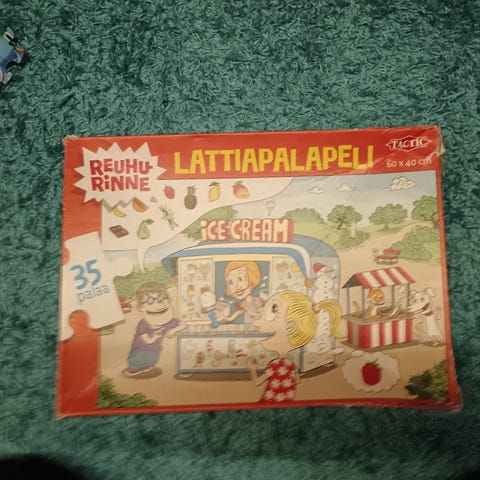 REUHU-
RINNE
LATTIAPALAPELI
TACTIC
60 x 40 cm
35
palaa
ICE CREAM